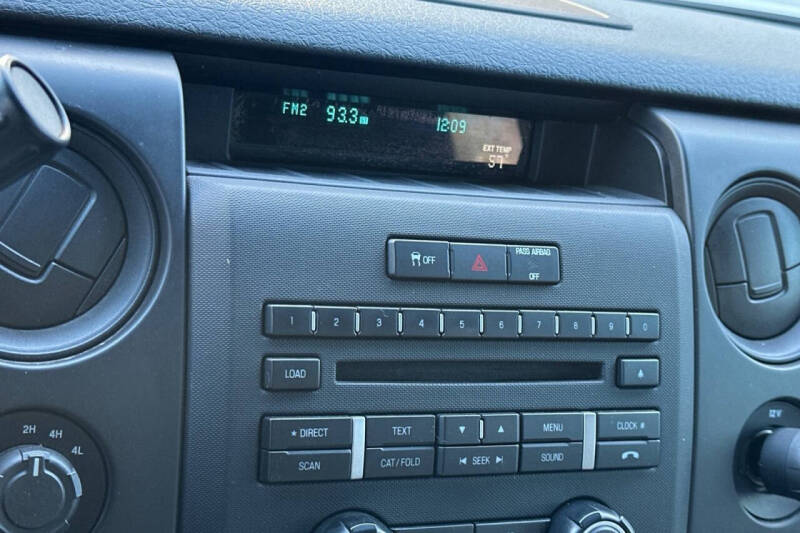 FM2 93.3 12:09
EXT TEMP
57°
OFF
PASS AIRBAG
OFF
1 2 3 4 5 6 7 8 9 0
LOAD
* DIRECT TEXT MENU CLOCK #
SCAN CAT/FOLD SEEK SOUND
2H 4H 4L
12V